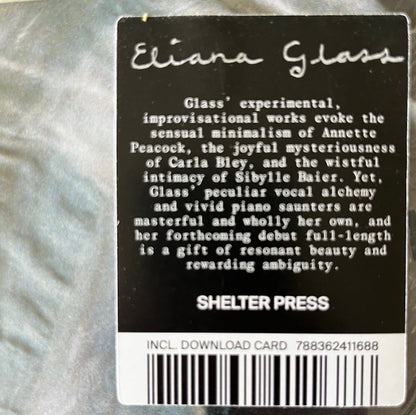 Eliana Glass
Glass' experimental,
improvisational works evoke the
sensual minimalism of Annette
Peacock, the joyful mysteriousness
of Carla Bley, and the wistful
intimacy of Sibylle Baier. Yet,
Glass' peculiar vocal alchemy
and vivid piano saunters are
masterful and wholly her own, and
her forthcoming debut full-length
is a gift of resonant beauty and
rewarding ambiguity.
SHELTER PRESS
INCL. DOWNLOAD CARD 788362411688